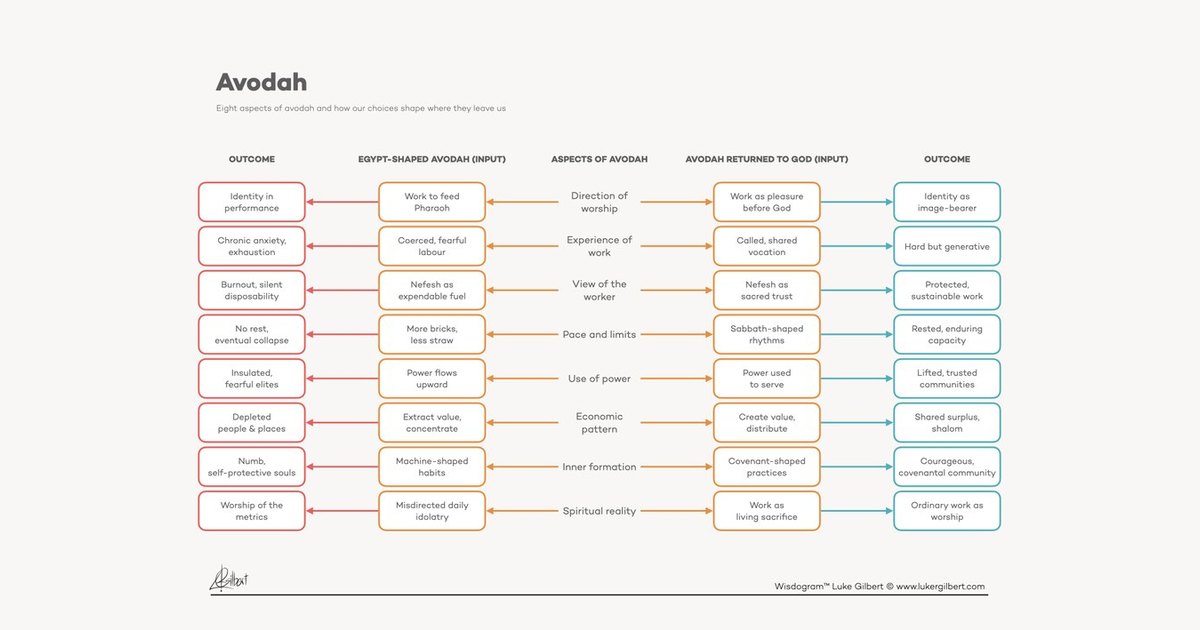 Avodah
Eight aspects of avodah and how our choices shape where they leave us
OUTCOME
EGYPT-SHAPED AVODAH (INPUT)
ASPECTS OF AVODAH
AVODAH RETURNED TO GOD (INPUT)
OUTCOME
Identity in
performance
Work to feed
Pharaoh
Direction of
worship
Work as pleasure
before God
Identity as
image-bearer
Chronic anxiety,
exhaustion
Coerced, fearful
labour
Experience of
work
Called, shared
vocation
Hard but generative
Burnout, silent
disposability
Nefesh as
expendable fuel
View of the
worker
Nefesh as
sacred trust
Protected,
sustainable work
No rest,
eventual collapse
More bricks,
less straw
Pace and limits
Sabbath-shaped
rhythms
Rested, enduring
capacity
Insulated,
fearful elites
Power flows
upward
Use of power
Power used
to serve
Lifted, trusted
communities
Depleted
people & places
Extract value,
concentrate
Economic
pattern
Create value,
distribute
Shared surplus,
shalom
Numb,
self-protective souls
Machine-shaped
habits
Inner formation
Covenant-shaped
practices
Courageous,
covenantal community
Worship of the
metrics
Misdirected daily
idolatry
Spiritual reality
Work as
living sacrifice
Ordinary work as
worship
Gilbert
Wisdogram™ Luke Gilbert © www.lukergilbert.com